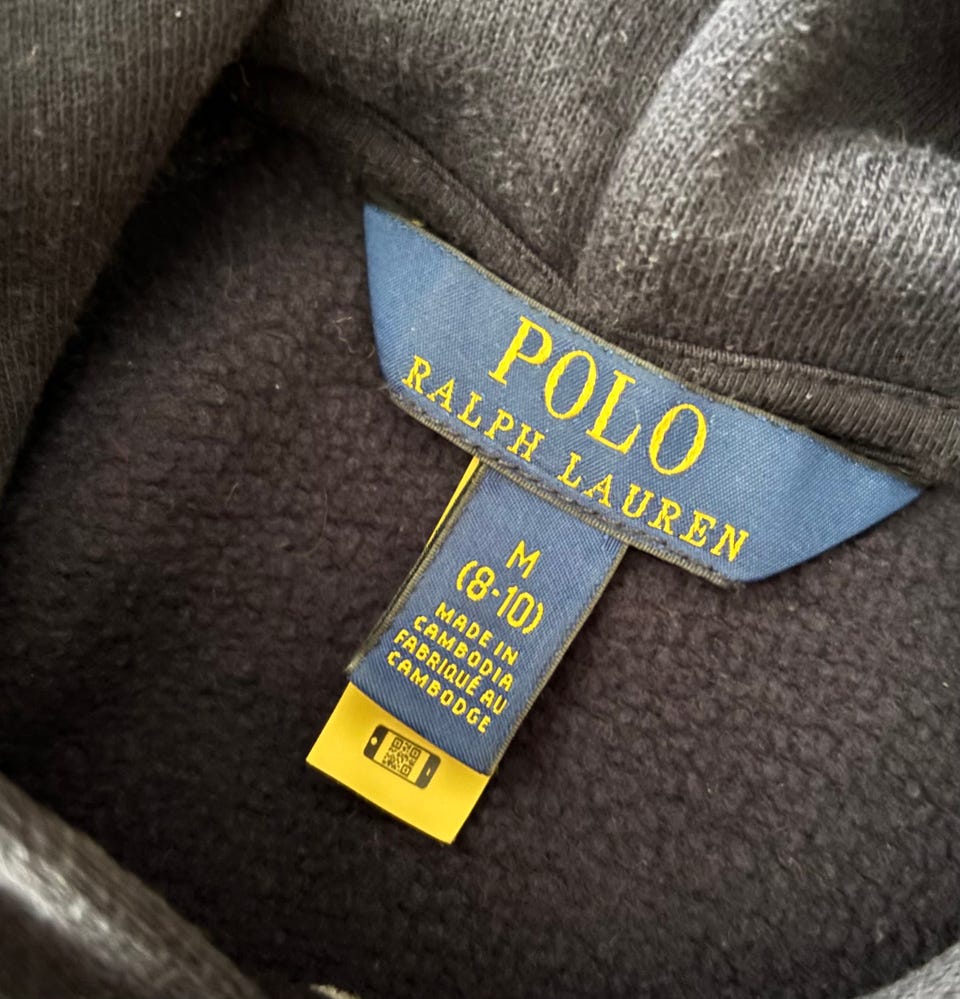 POLO
RALPH LAUREN
M
(8-10)
MADE IN
CAMBODIA
FABRIQUÉ AU
CAMBODGE